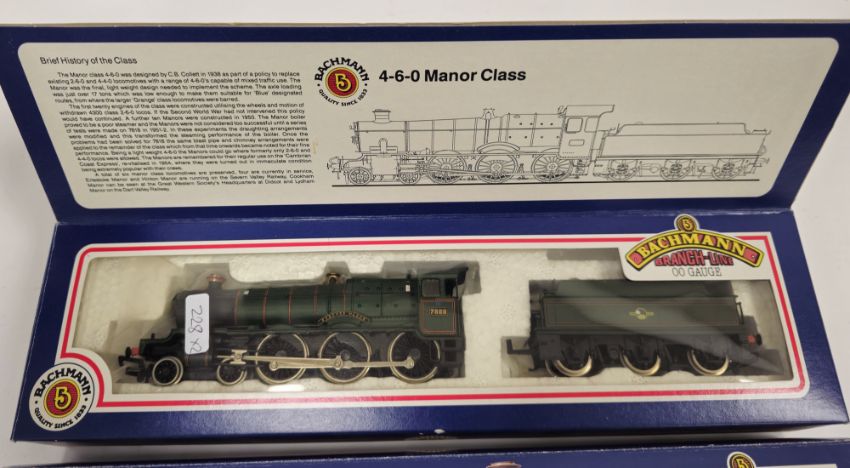 Brief History of the Class
The Manor class 4-6-0 was designed by C.B. Collett in 1938 as part of a policy to replace
existing 2-6-0 and 4-4-0 locomotives with a range of 4-6-0's capable of mixed traffic use. The
Manor was the final, light weight design needed to implement the scheme. The axle loading
was just over 17 tons which was low enough to make them suitable for 'Blue' designated
routes, from where the larger 'Grange' class locomotives were barred.
The first twenty engines of the class were constructed utilising the wheels and motion of
withdrawn 4300 class 2-6-0 locos. If the Second World War had not intervened this policy
would have continued. A further ten Manors were constructed in 1950. The Manor boiler
proved to be a poor steamer and the Manors were not considered too successful until a series
of tests were made on 7818 in 1951-2. In these experiments the draughting arrangements
were modified and this transformed the steaming performance of the boiler. Once the
problems had been solved for 7818 the same blast pipe and chimney arrangements were
applied to the remainder of the class which from that time onwards became noted for their fine
performance. Being a light weight 4-6-0 the Manors could go where formerly only 2-6-0 and
4-4-0 locos were allowed. The Manors are remembered for their regular use on the 'Cambrian
Coast Express', revitalised in 1954, where they were turned out in immaculate condition
being extremely popular with their crews.
A total of six manor class locomotives are preserved, four are currently in service,
Erlestoke Manor and Hinton Manor are running on the Severn Valley Railway, Cookham
Manor can be seen at the Great Western Society's Headquarters at Didcot and Lydham
Manor on the Dart Valley Railway.
BACHMANN
B
QUALITY SINCE 1833
4-6-0 Manor Class
BACHMANN
BRANCH-LINE
OO GAUGE
228 X2
7808
BACHMANN
B
QUALITY SINCE 1833